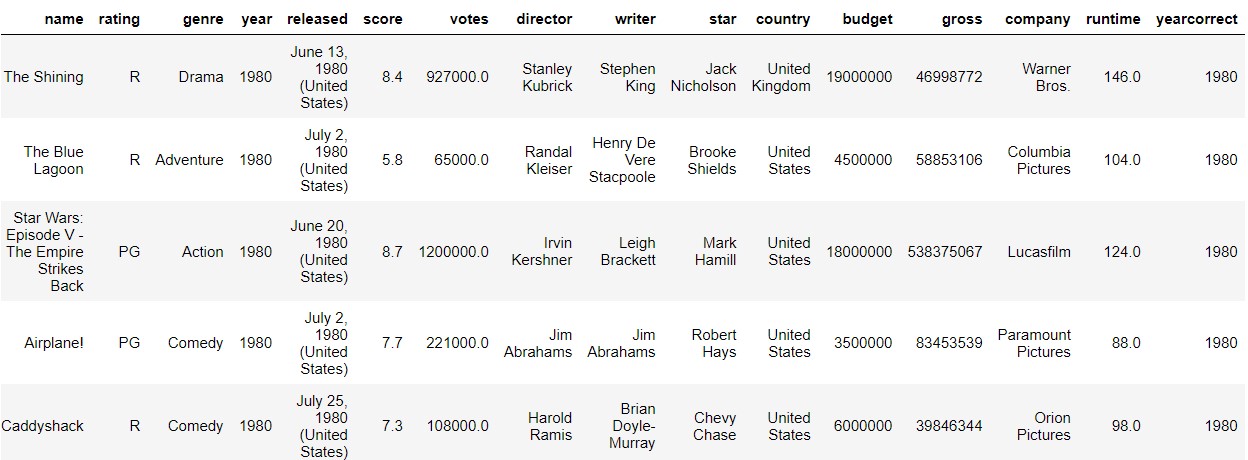 name rating genre year released score votes director writer star country budget gross company runtime yearcorrect
The Shining R Drama 1980 June 13, 1980 (United States) 8.4 927000.0 Stanley Kubrick Stephen King Jack Nicholson United Kingdom 19000000 46998772 Warner Bros. 146.0 1980
The Blue Lagoon R Adventure 1980 July 2, 1980 (United States) 5.8 65000.0 Randal Kleiser Henry De Vere Stacpoole Brooke Shields United States 4500000 58853106 Columbia Pictures 104.0 1980
Star Wars: Episode V - The Empire Strikes Back PG Action 1980 June 20, 1980 (United States) 8.7 1200000.0 Irvin Kershner Leigh Brackett Mark Hamill United States 18000000 538375067 Lucasfilm 124.0 1980
Airplane! PG Comedy 1980 July 2, 1980 (United States) 7.7 221000.0 Jim Abrahams Jim Abrahams Robert Hays United States 3500000 83453539 Paramount Pictures 88.0 1980
Caddyshack R Comedy 1980 July 25, 1980 (United States) 7.3 108000.0 Harold Ramis Brian Doyle-Murray Chevy Chase United States 6000000 39846344 Orion Pictures 98.0 1980